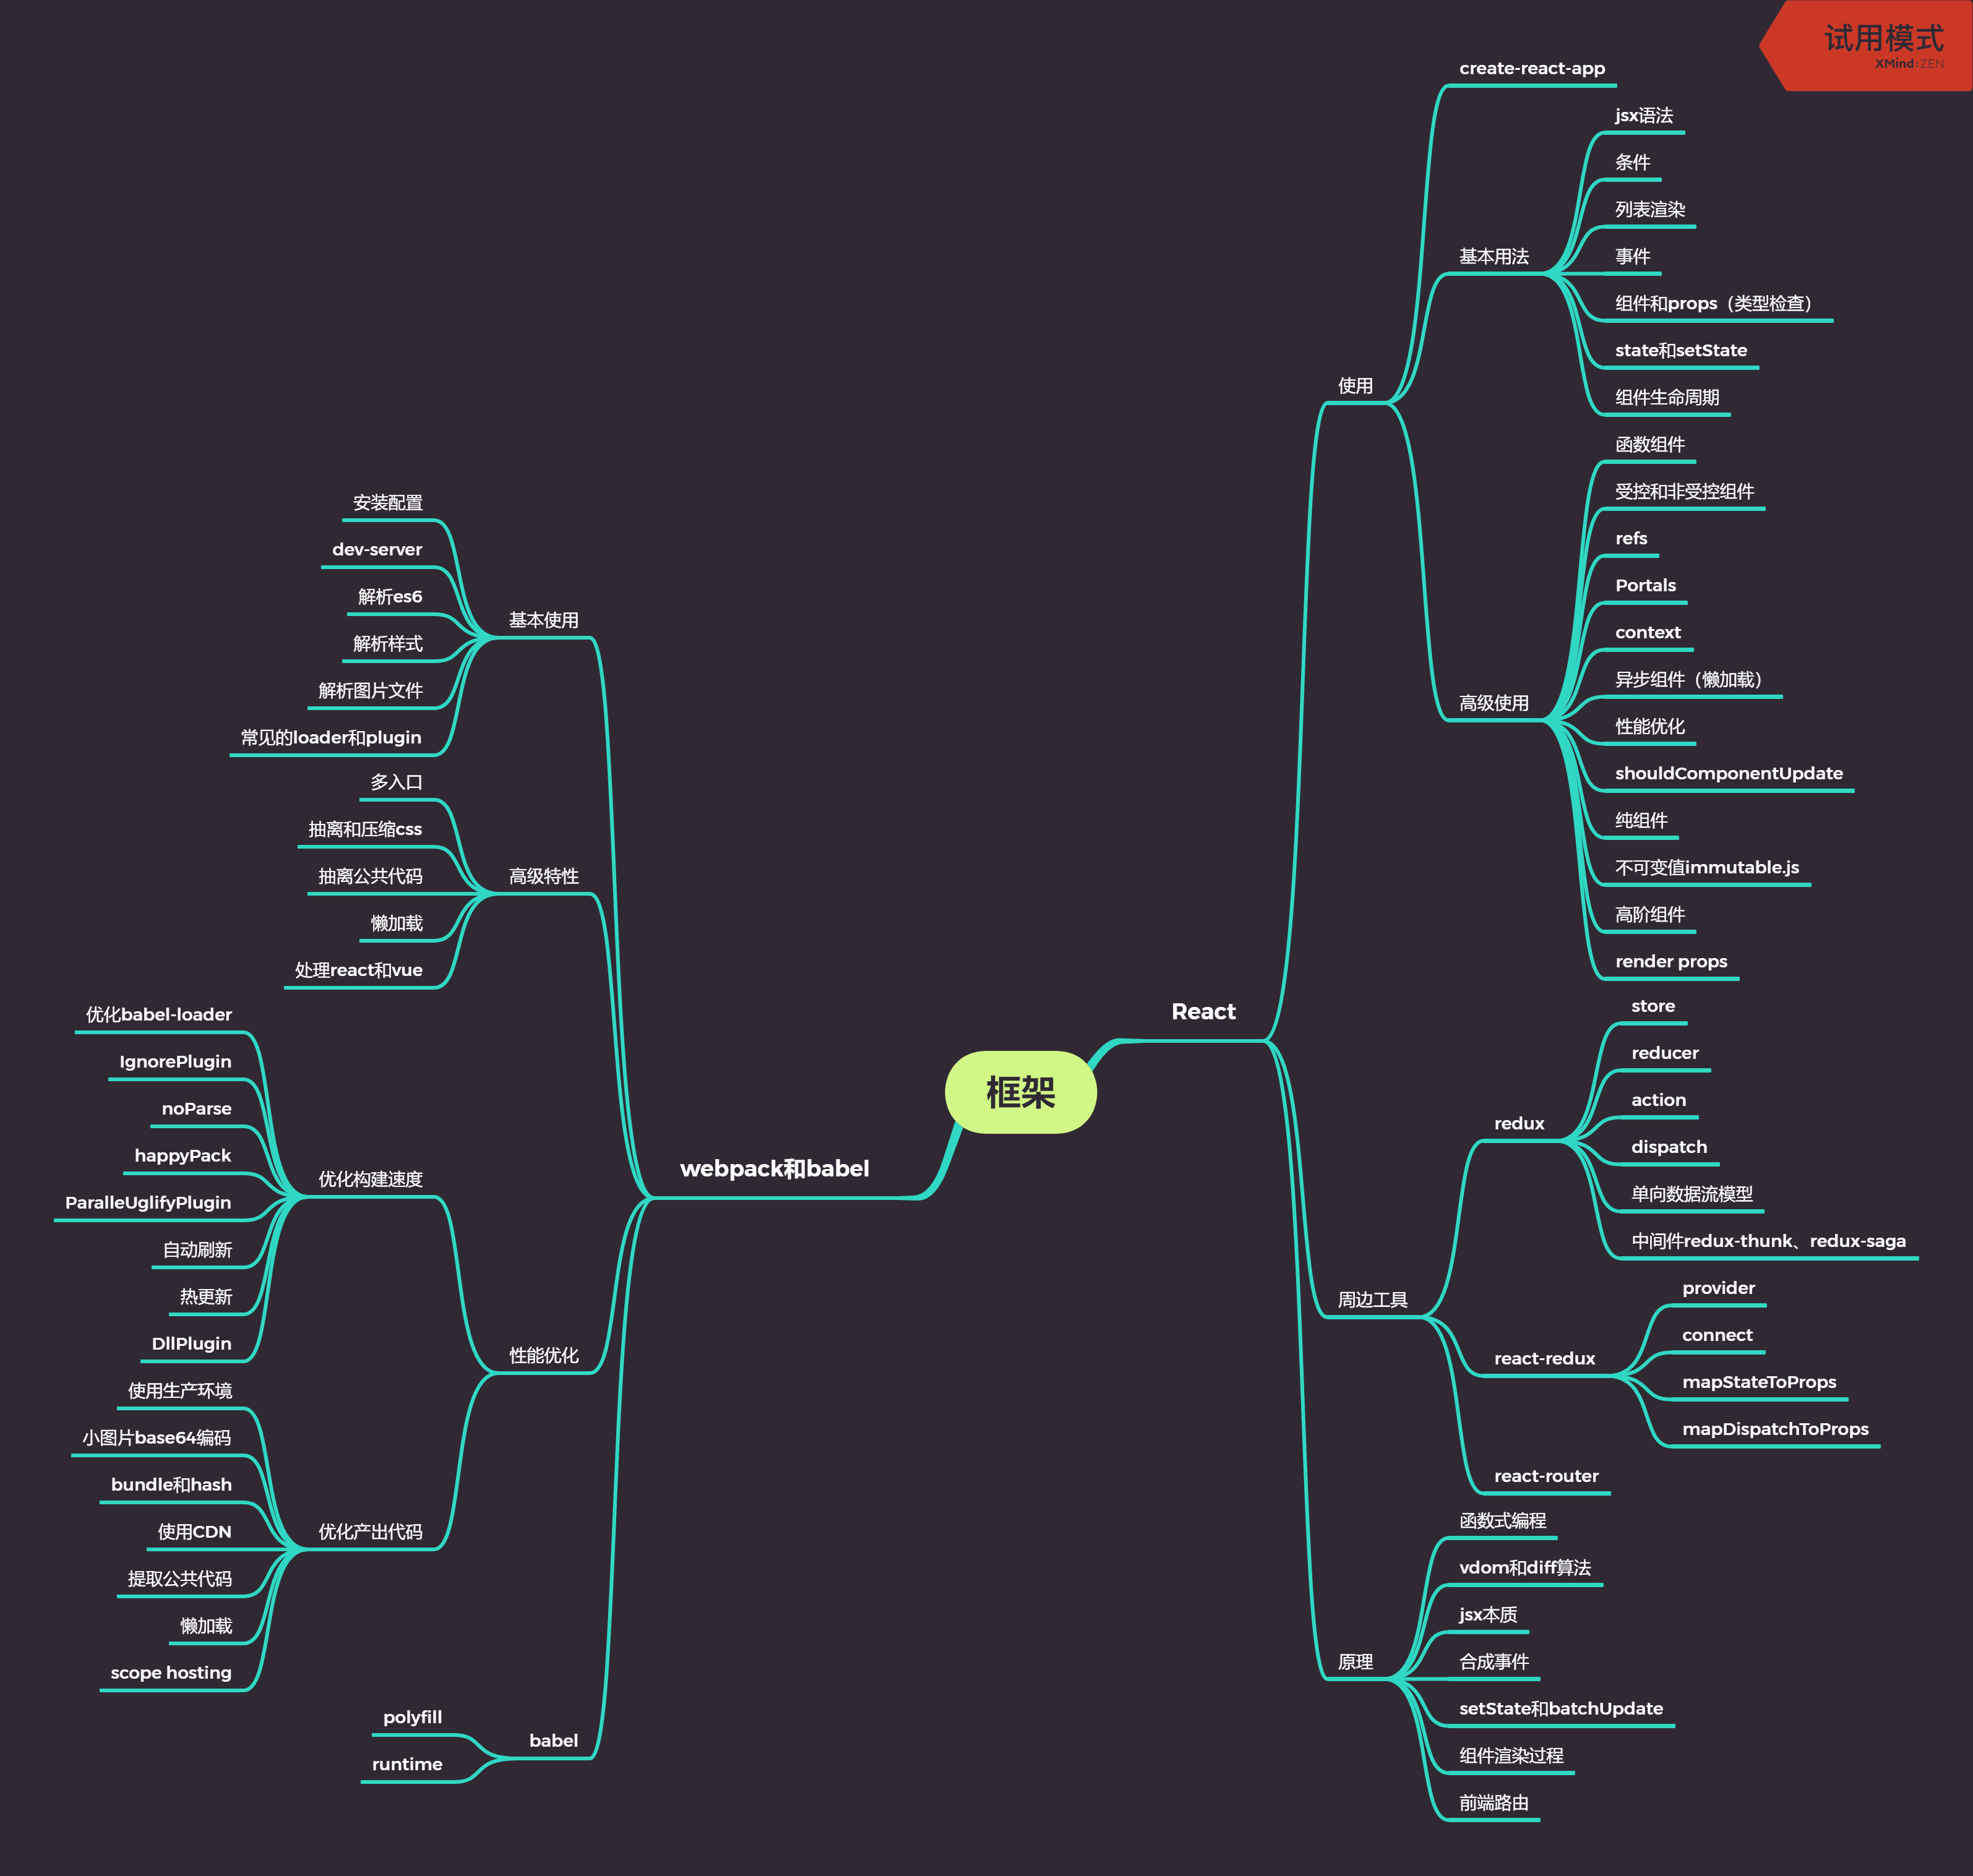 试用模式
XMind:ZEN
框架
React
使用
create-react-app
基本用法
jsx语法
条件
列表渲染
事件
组件和props（类型检查）
state和setState
组件生命周期
高级使用
函数组件
受控和非受控组件
refs
Portals
context
异步组件（懒加载）
性能优化
shouldComponentUpdate
纯组件
不可变值immutable.js
高阶组件
render props
周边工具
redux
store
reducer
action
dispatch
单向数据流模型
中间件redux-thunk、redux-saga
react-redux
provider
connect
mapStateToProps
mapDispatchToProps
react-router
原理
函数式编程
vdom和diff算法
jsx本质
合成事件
setState和batchUpdate
组件渲染过程
前端路由
webpack和babel
基本使用
安装配置
dev-server
解析es6
解析样式
解析图片文件
常见的loader和plugin
高级特性
多入口
抽离和压缩css
抽离公共代码
懒加载
处理react和vue
性能优化
优化构建速度
优化babel-loader
IgnorePlugin
noParse
happyPack
ParalleUglifyPlugin
自动刷新
热更新
DllPlugin
优化产出代码
使用生产环境
小图片base64编码
bundle和hash
使用CDN
提取公共代码
懒加载
scope hosting
babel
polyfill
runtime